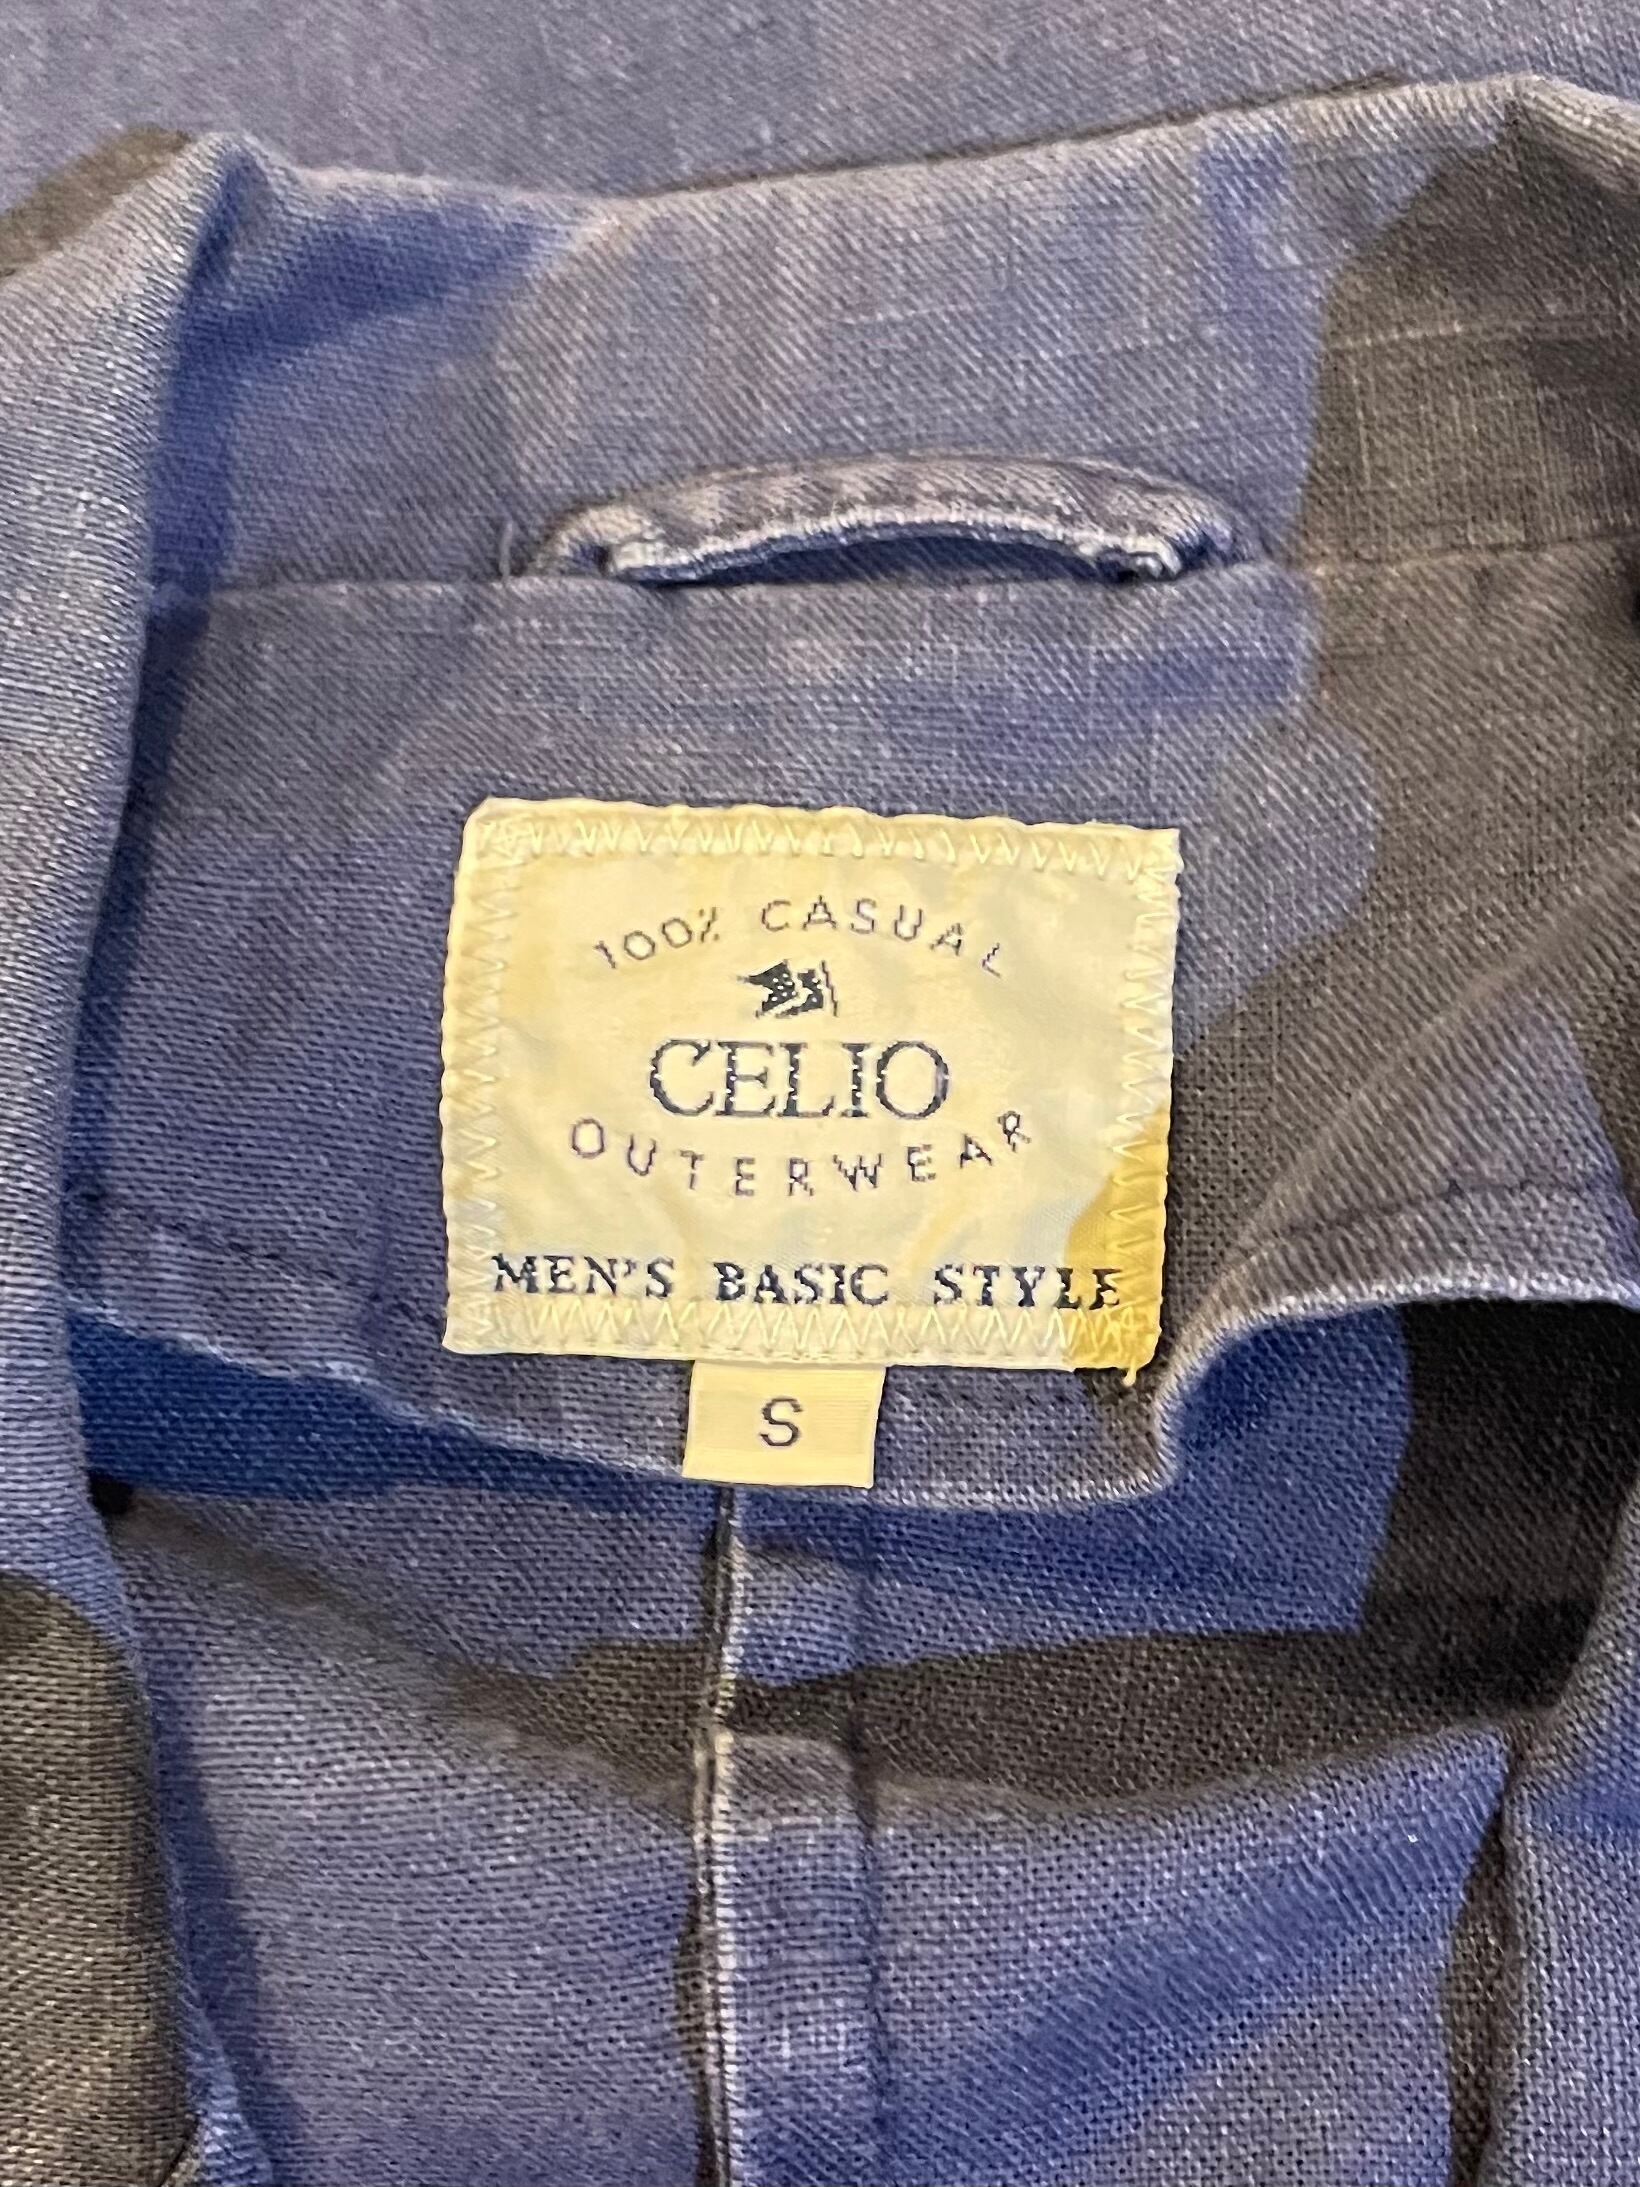 100% CASUAL
CELIO
OUTERWEAR
MEN'S BASIC STYLE
S